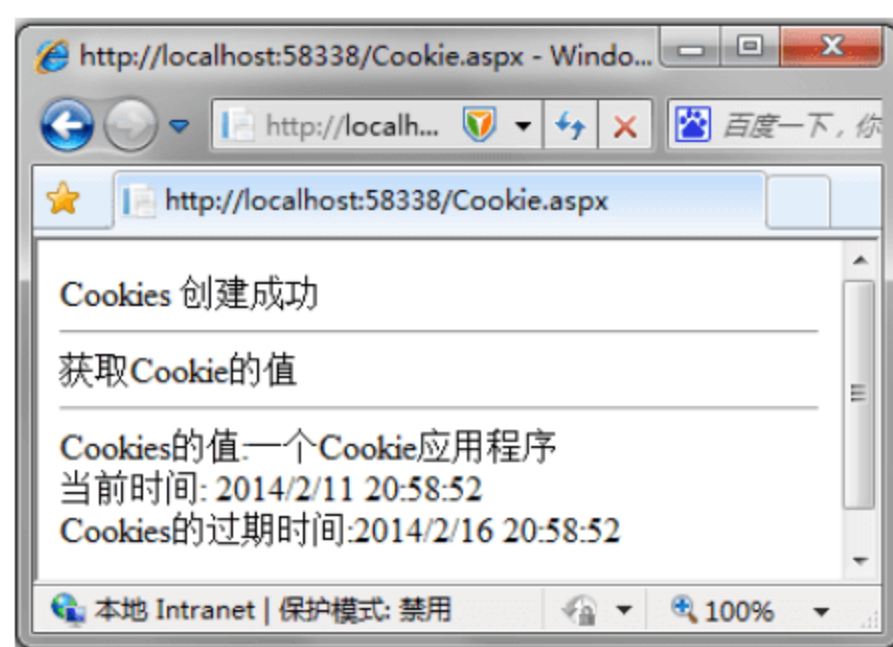 http://localhost:58338/Cookie.aspx - Windo...
http://localh...
百度一下，你
http://localhost:58338/Cookie.aspx
Cookies 创建成功
获取Cookie的值
Cookies的值:一个Cookie应用程序
当前时间: 2014/2/11 20:58:52
Cookies的过期时间:2014/2/16 20:58:52
本地 Intranet | 保护模式: 禁用
100%